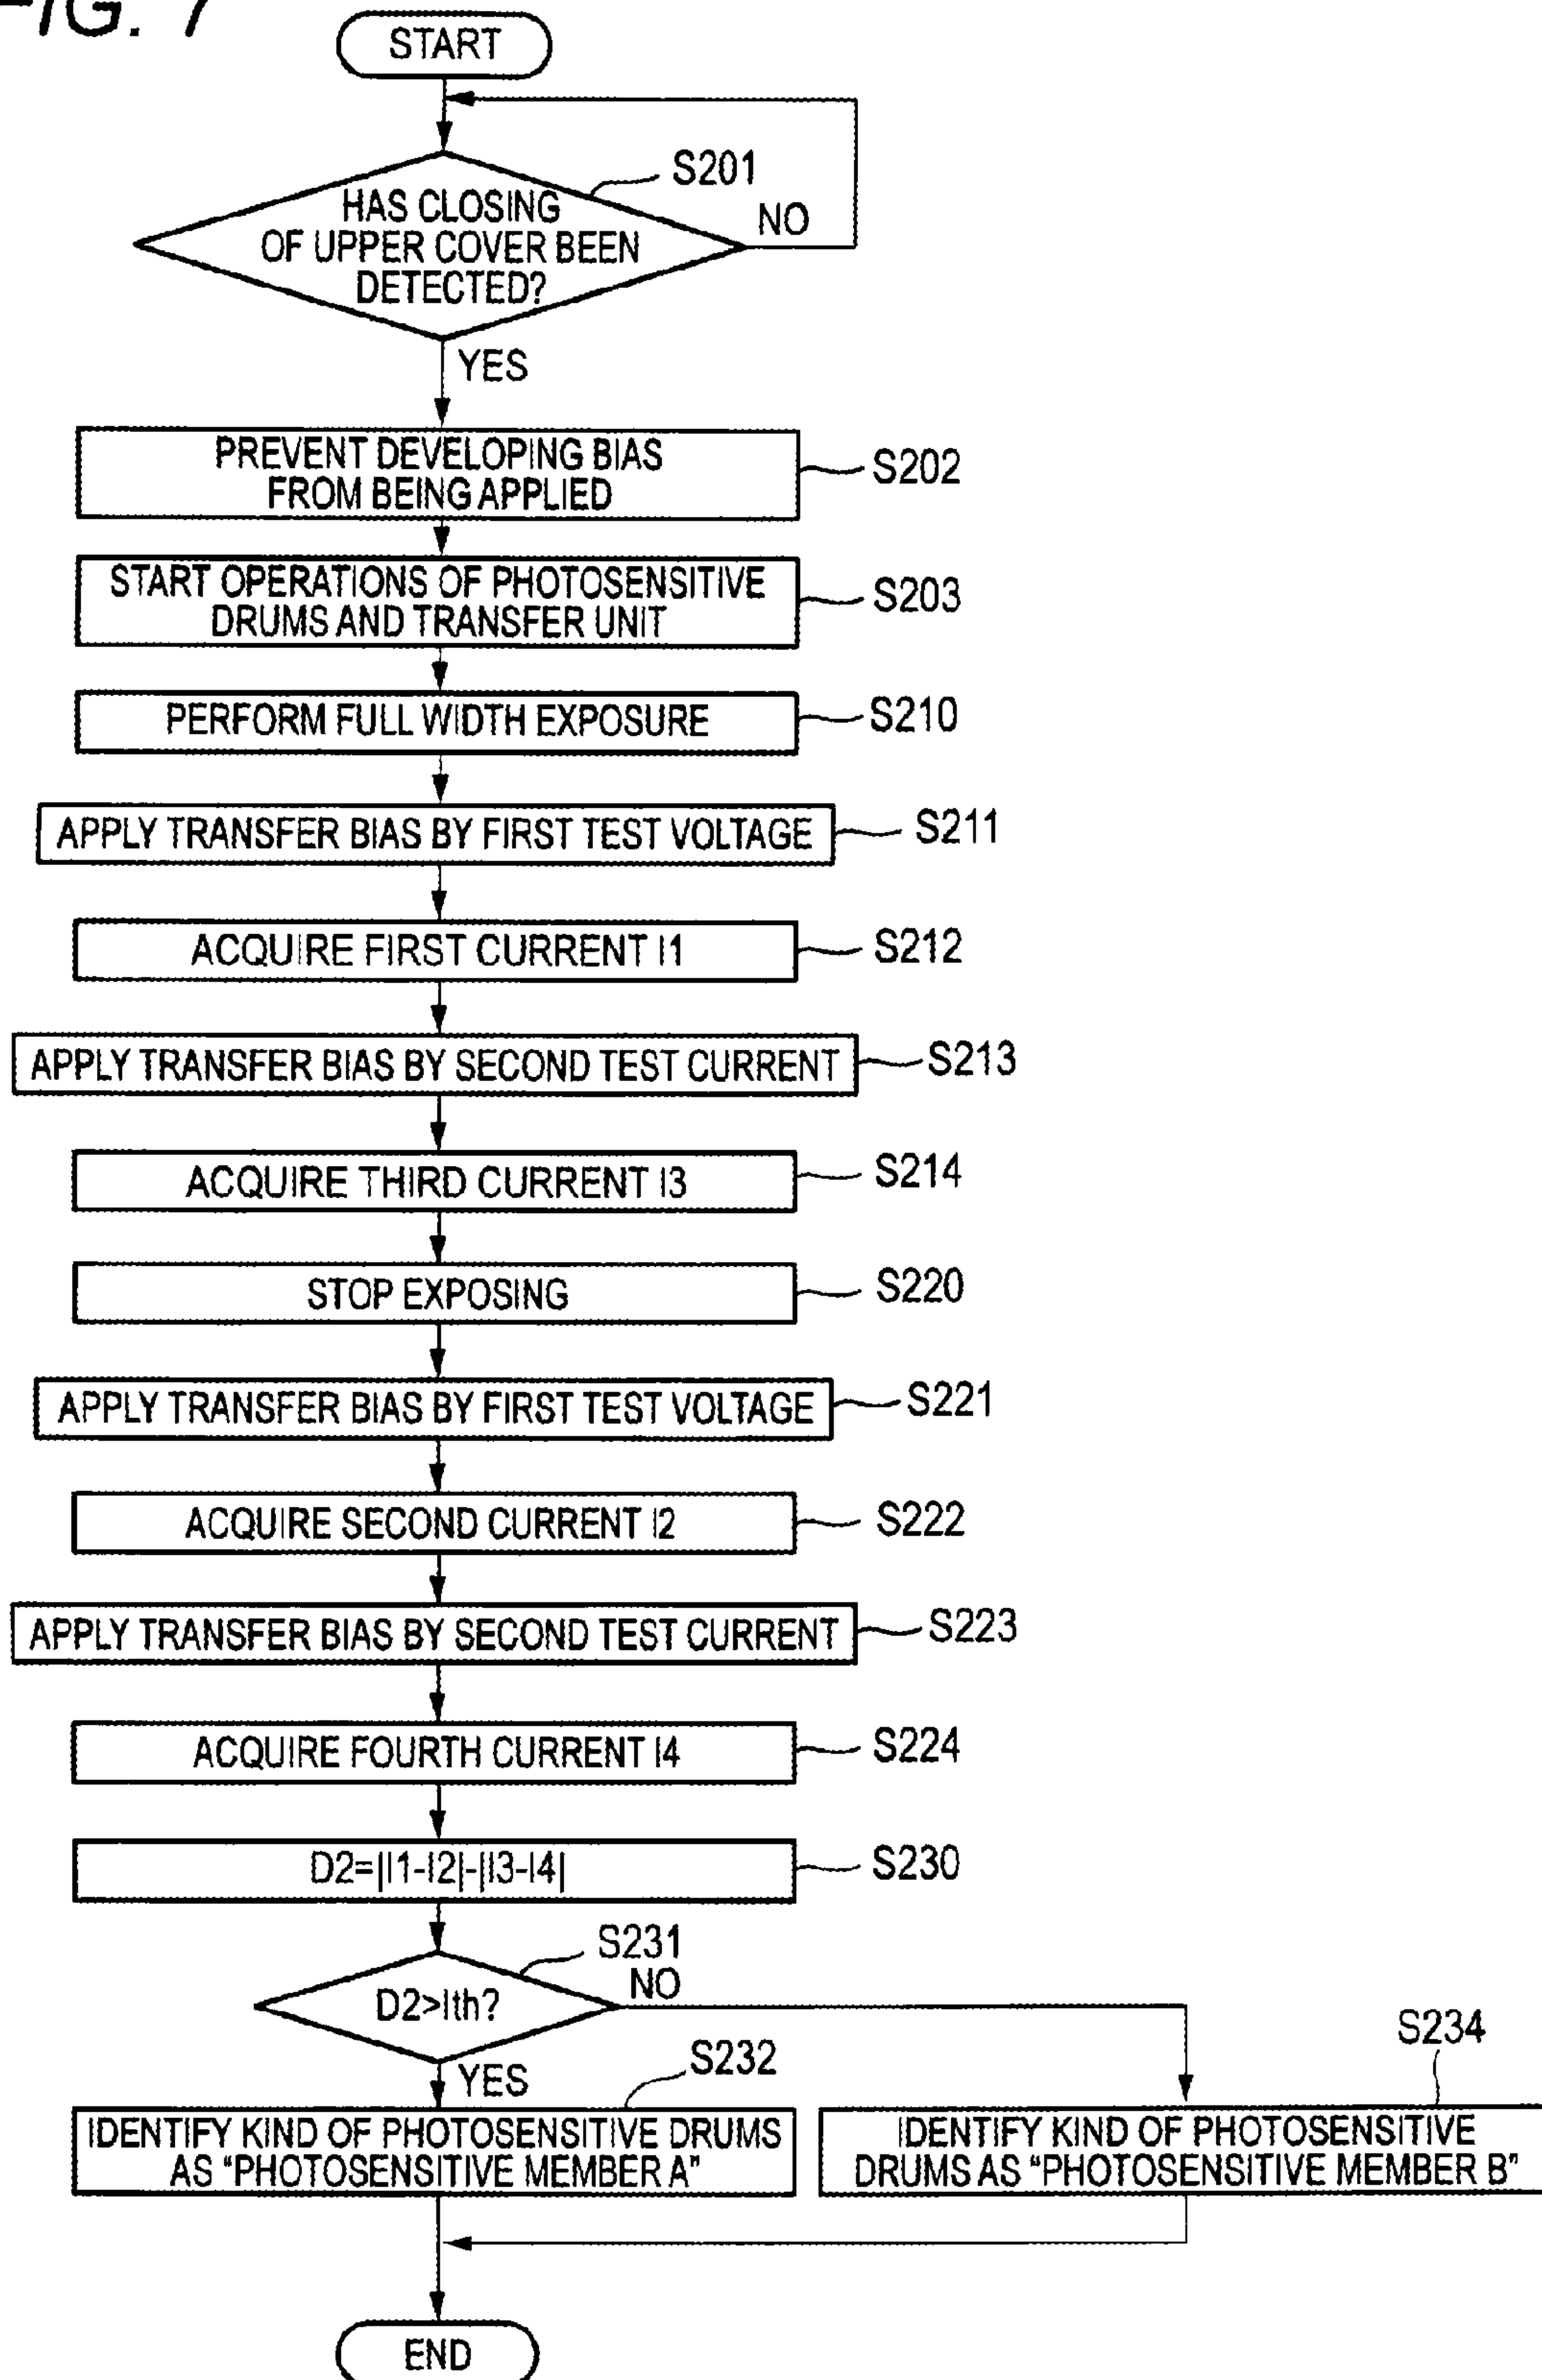 FIG. 7
START
S201
HAS CLOSING
OF UPPER COVER BEEN
DETECTED?
NO
YES
PREVENT DEVELOPING BIAS
FROM BEING APPLIED
S202
START OPERATIONS OF PHOTOSENSITIVE
DRUMS AND TRANSFER UNIT
S203
PERFORM FULL WIDTH EXPOSURE
S210
APPLY TRANSFER BIAS BY FIRST TEST VOLTAGE
S211
ACQUIRE FIRST CURRENT I1
S212
APPLY TRANSFER BIAS BY SECOND TEST CURRENT
S213
ACQUIRE THIRD CURRENT I3
S214
STOP EXPOSING
S220
APPLY TRANSFER BIAS BY FIRST TEST VOLTAGE
S221
ACQUIRE SECOND CURRENT I2
S222
APPLY TRANSFER BIAS BY SECOND TEST CURRENT
S223
ACQUIRE FOURTH CURRENT I4
S224
D2=|I1-I2|-|I3-I4|
S230
S231
D2>Ith?
NO
YES
S232
S234
IDENTIFY KIND OF PHOTOSENSITIVE DRUMS
AS "PHOTOSENSITIVE MEMBER A"
IDENTIFY KIND OF PHOTOSENSITIVE
DRUMS AS "PHOTOSENSITIVE MEMBER B"
END